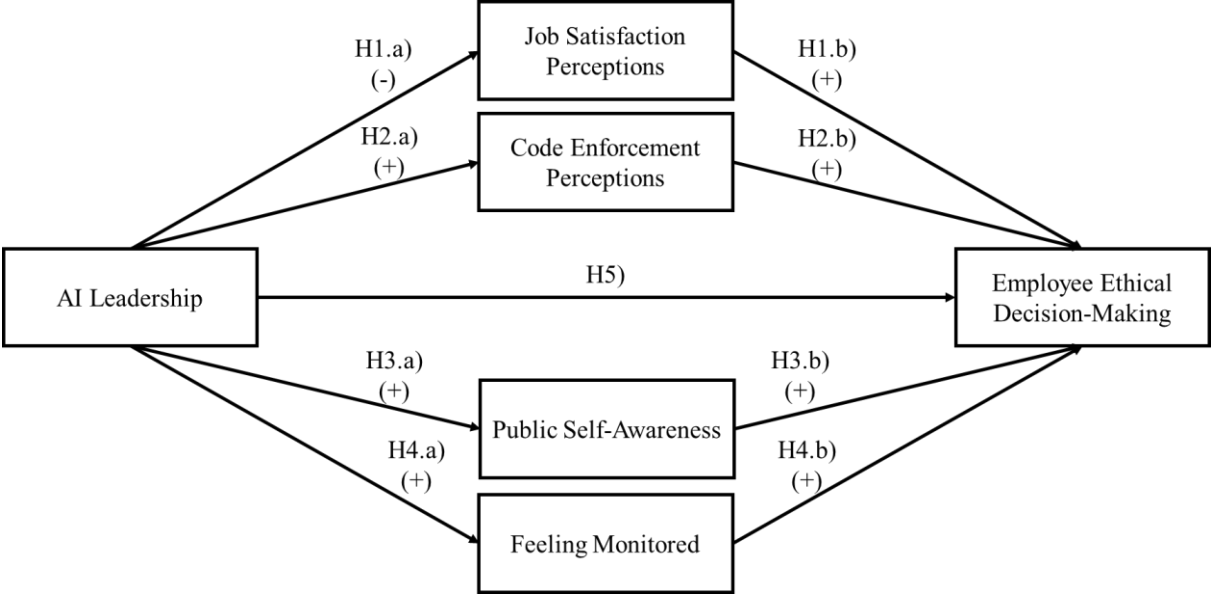 H1.a)
(-)
Job Satisfaction
Perceptions
H1.b)
(+)
H2.a)
(+)
Code Enforcement
Perceptions
H2.b)
(+)
AI Leadership
H5)
Employee Ethical
Decision-Making
H3.a)
(+)
Public Self-Awareness
H3.b)
(+)
H4.a)
(+)
Feeling Monitored
H4.b)
(+)